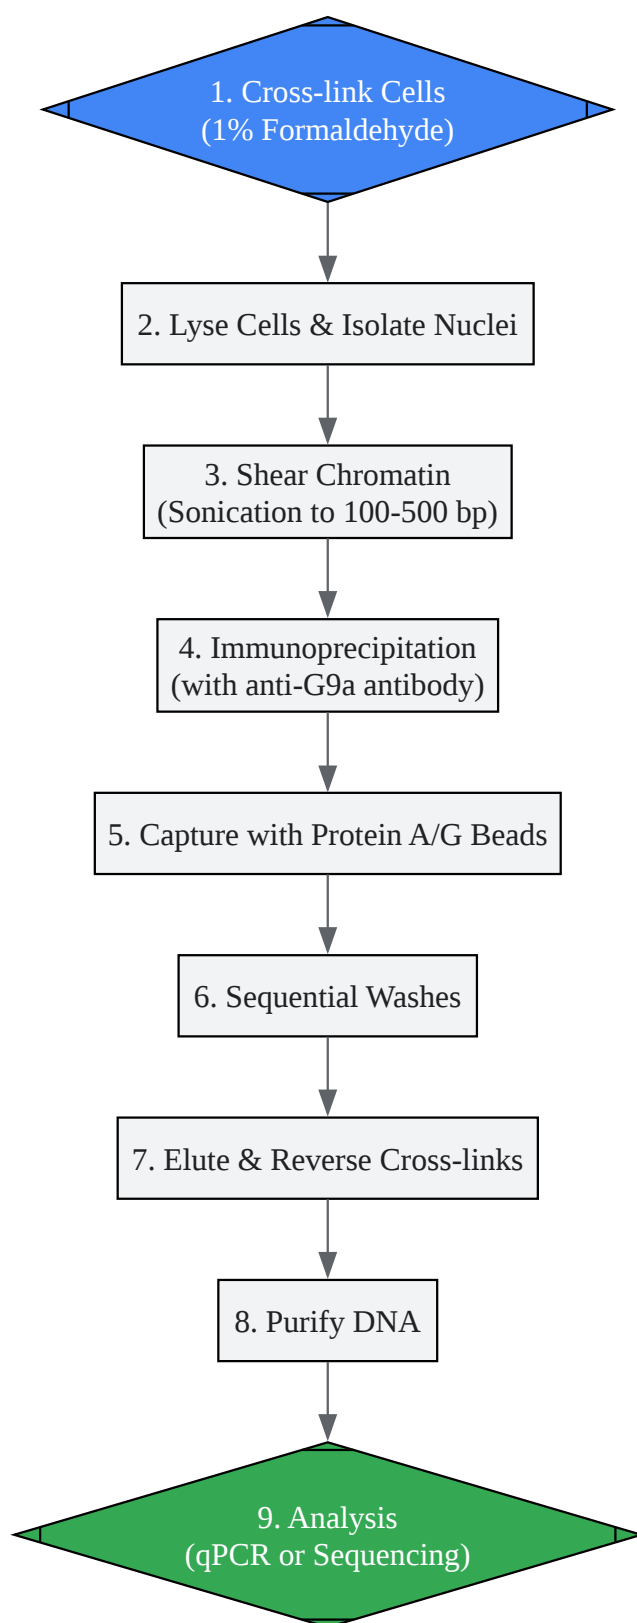 1. Cross-link Cells
(1% Formaldehyde)
2. Lyse Cells & Isolate Nuclei
3. Shear Chromatin
(Sonication to 100-500 bp)
4. Immunoprecipitation
(with anti-G9a antibody)
5. Capture with Protein A/G Beads
6. Sequential Washes
7. Elute & Reverse Cross-links
8. Purify DNA
9. Analysis
(qPCR or Sequencing)